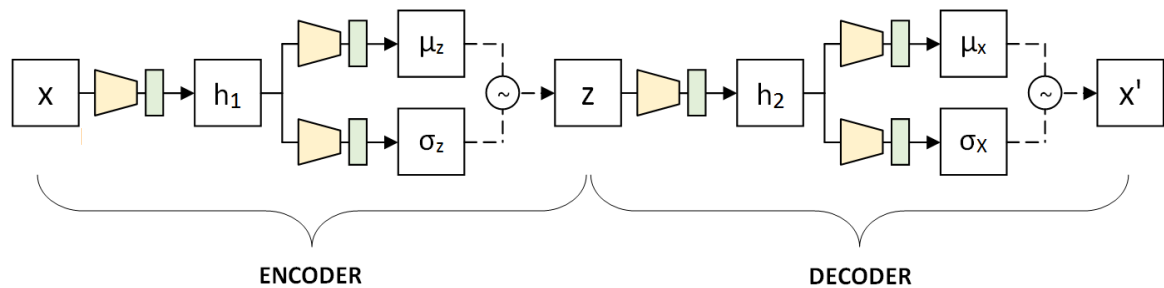 x
h₁
μz
σz
~
z
h₂
μx
σX
~
x'
ENCODER
DECODER